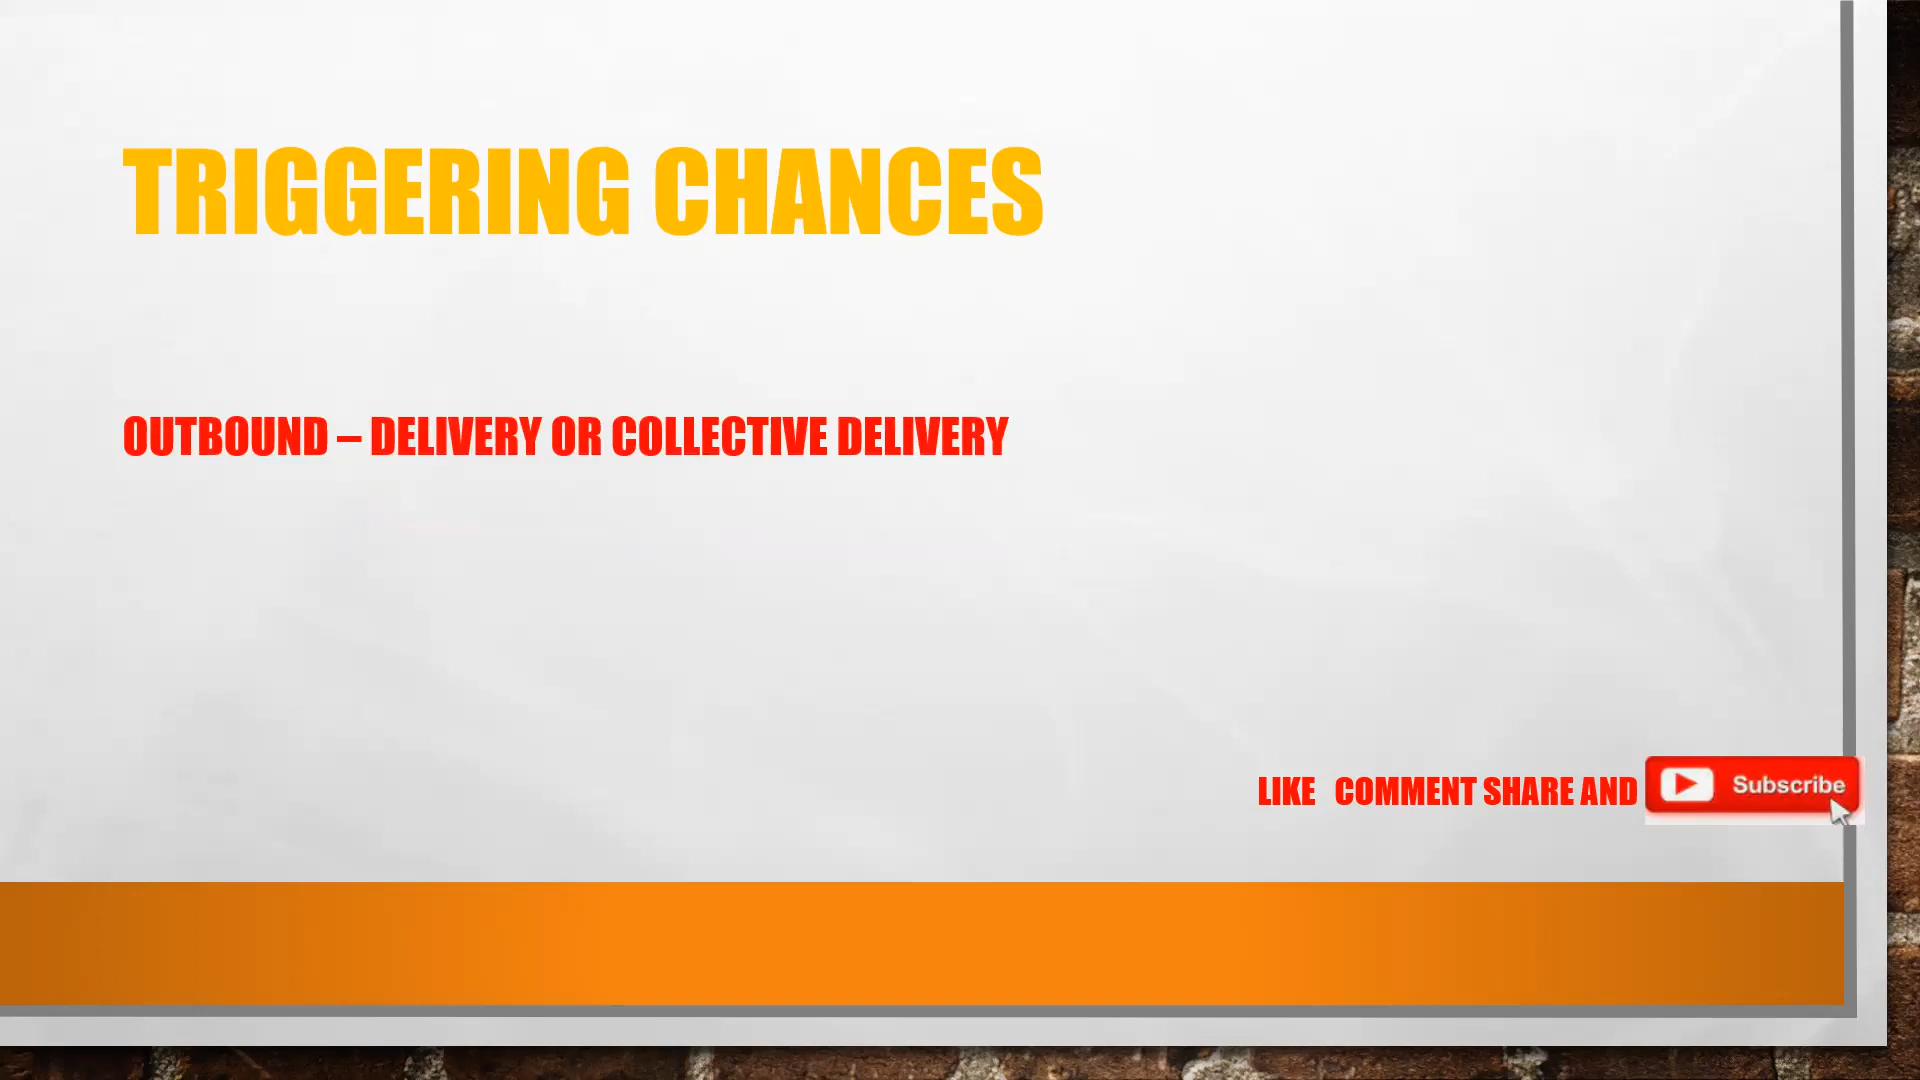 TRIGGERING CHANCES
OUTBOUND – DELIVERY OR COLLECTIVE DELIVERY
LIKE COMMENT SHARE AND Subscribe